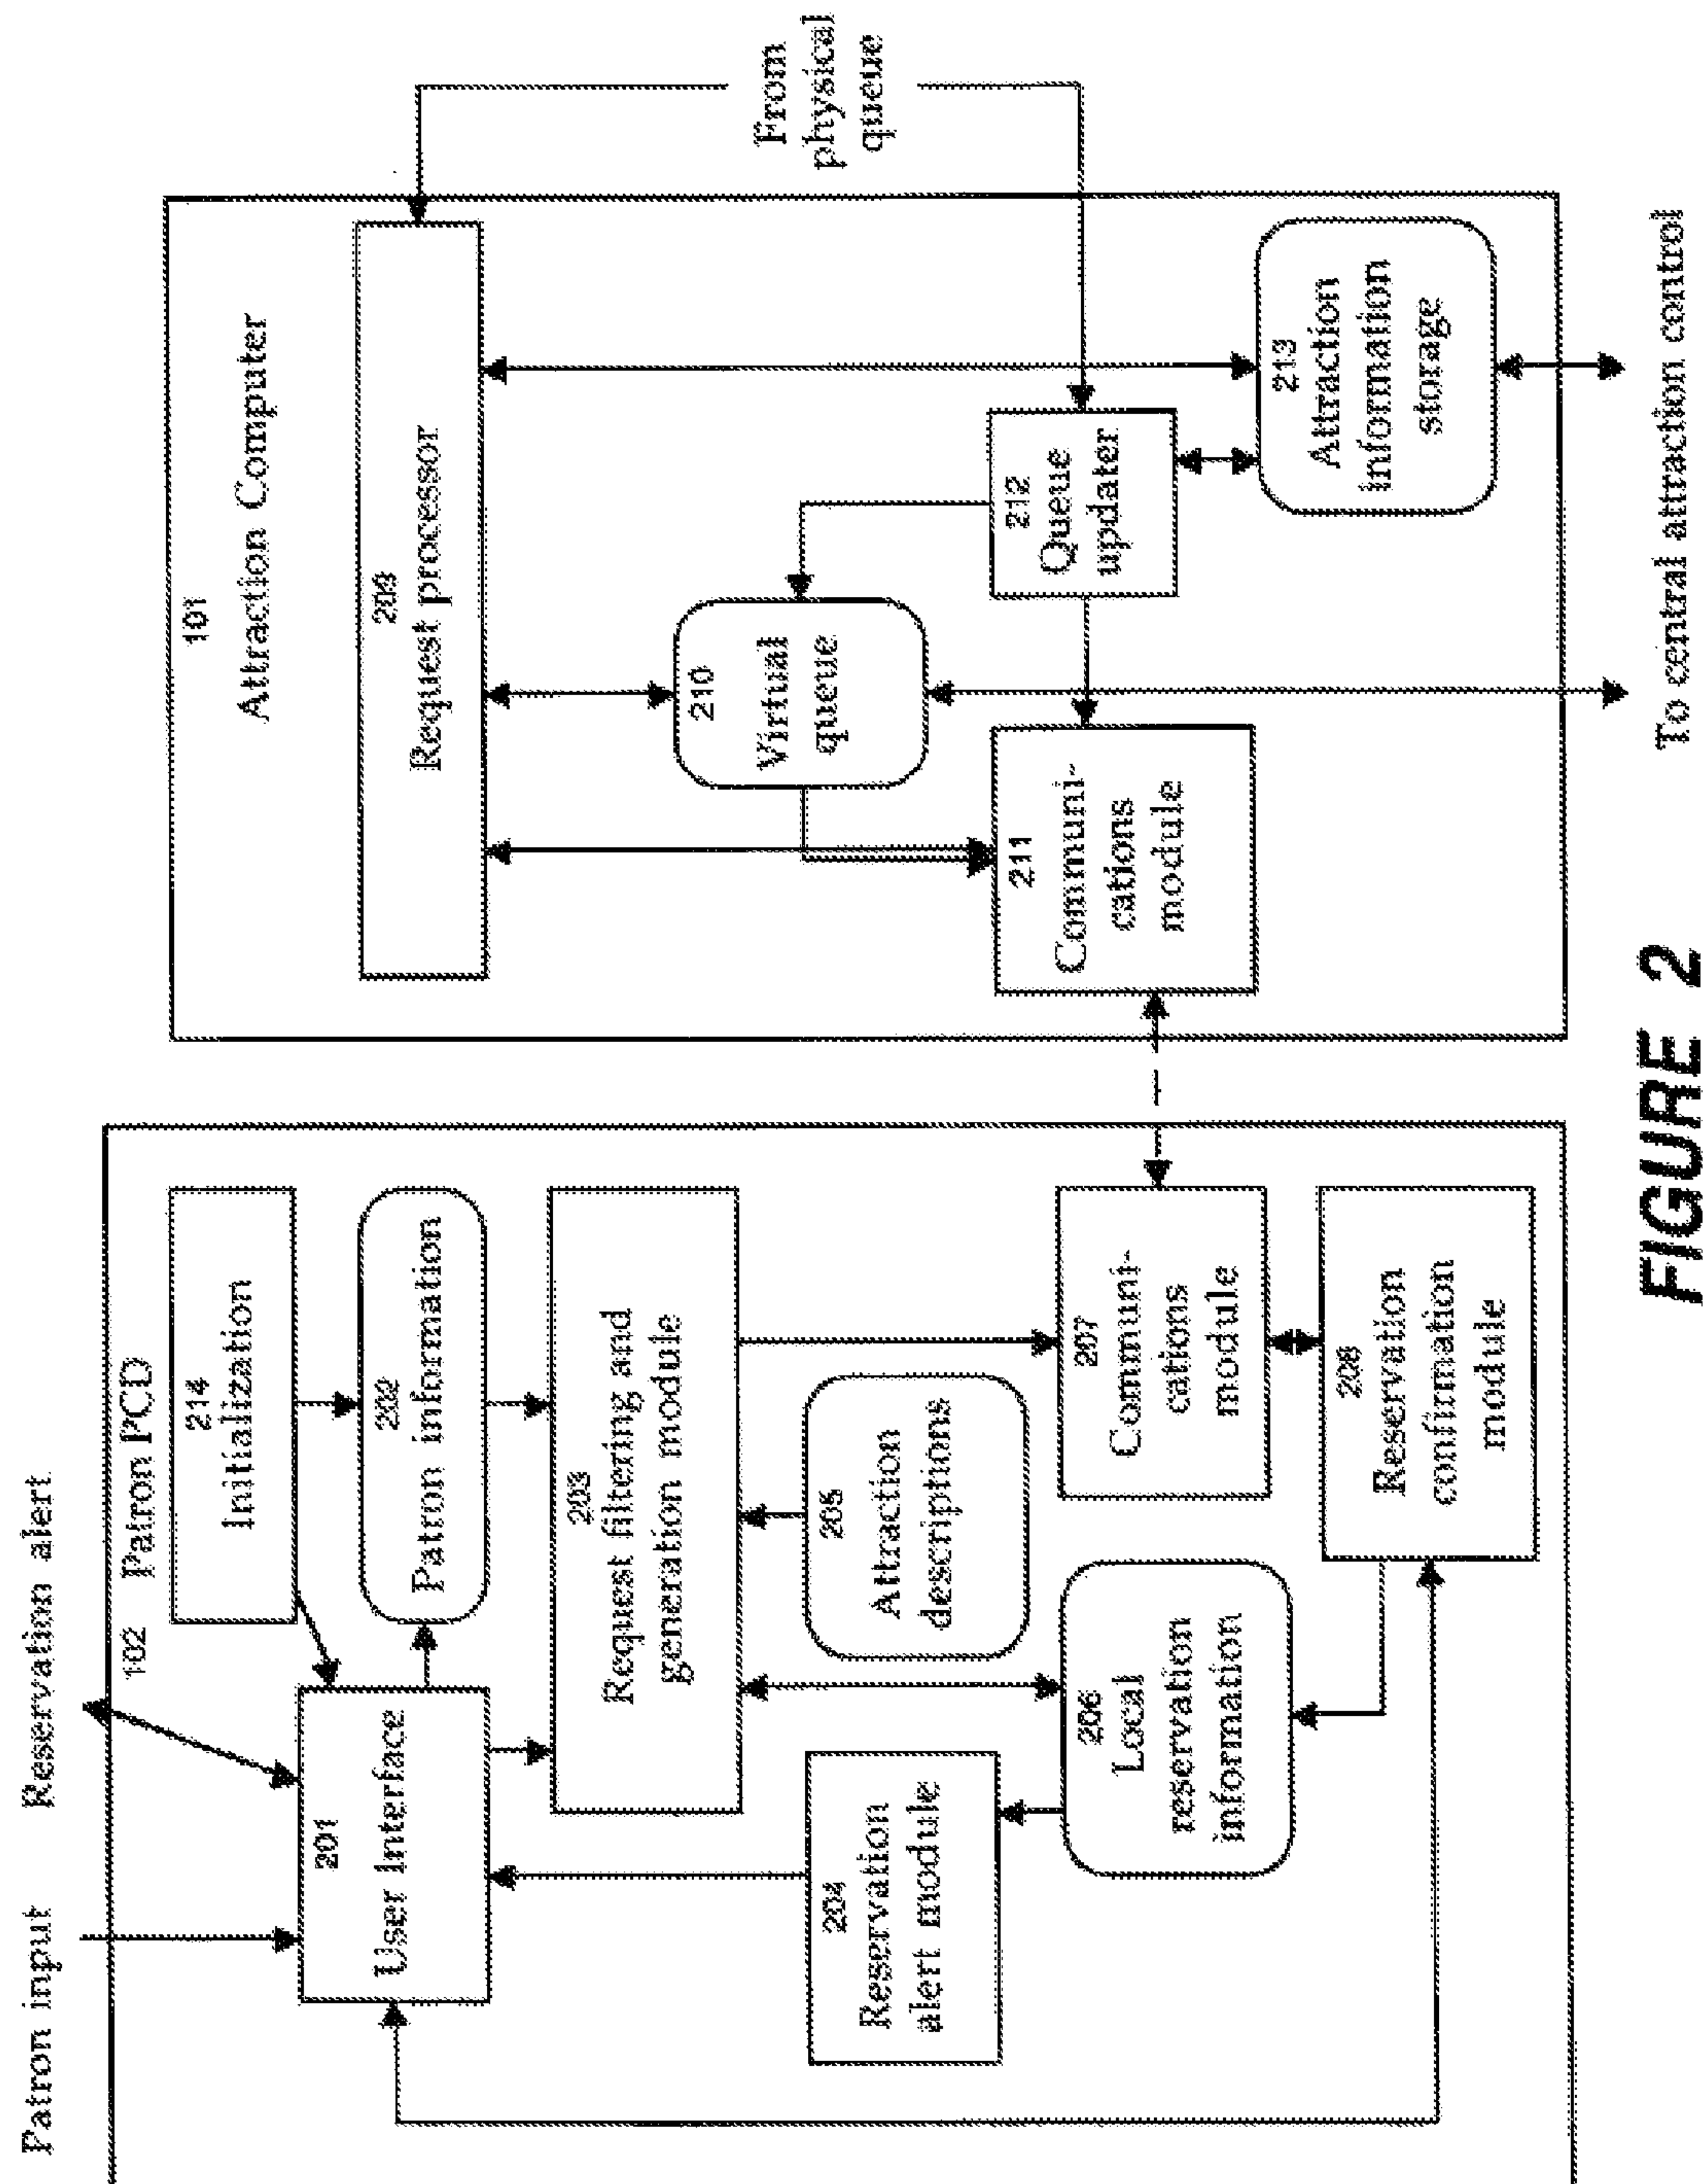 Patron input
Reservation alert
102
Patron PCD
214
Initialization
201
User Interface
202
Patron information
203
Request filtering and
generation module
204
Reservation
alert module
205
Attraction
descriptions
206
Local
reservation
information
207
Communi-
cations
module
208
Reservation
confirmation
module
101
Attraction Computer
209
Request processor
210
Virtual
queue
211
Communi-
cations
module
212
Queue
updater
213
Attraction
information
storage
From
physical
queue
To central attraction control
FIGURE 2